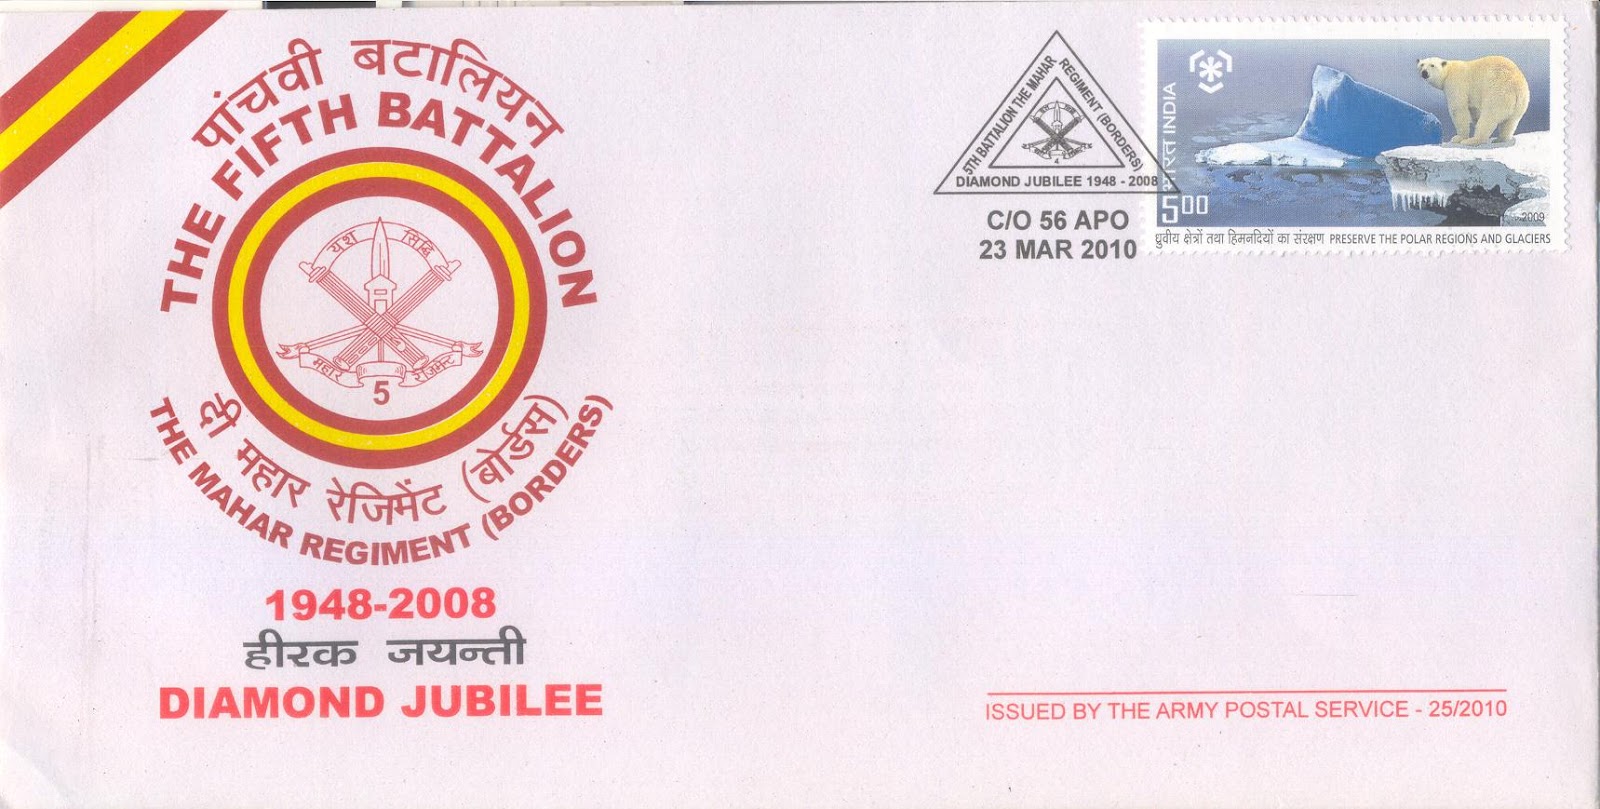 पांचवी बटालियन
THE FIFTH BATTALION
यश सिद्धि
महार रेजिमेन्ट
5
दी महार रेजिमेंट (बोर्डस)
THE MAHAR REGIMENT (BORDERS)
1948-2008
हीरक जयन्ती
DIAMOND JUBILEE
5TH BATTALION THE MAHAR REGIMENT (BORDERS)
DIAMOND JUBILEE 1948 - 2008
C/O 56 APO
23 MAR 2010
भारत INDIA
5.00
2009
ध्रुवीय क्षेत्रों तथा हिमनदियों का संरक्षण PRESERVE THE POLAR REGIONS AND GLACIERS
ISSUED BY THE ARMY POSTAL SERVICE - 25/2010